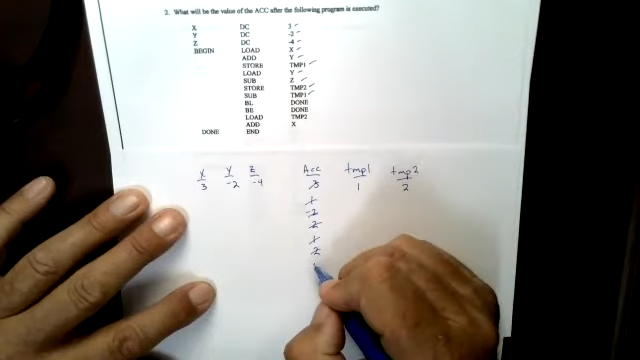 2. What will be the value of the ACC after the following program is executed?
X DC 3
Y DC -2
Z DC -4
BEGIN LOAD X
ADD Y
STORE TMP1
LOAD Y
SUB Z
STORE TMP2
SUB TMP1
BL DONE
BE DONE
LOAD TMP2
ADD X
DONE END
X Y Z Acc tmp1 tmp2
3 -2 -4 3 1 2
1
-2
2
1
2